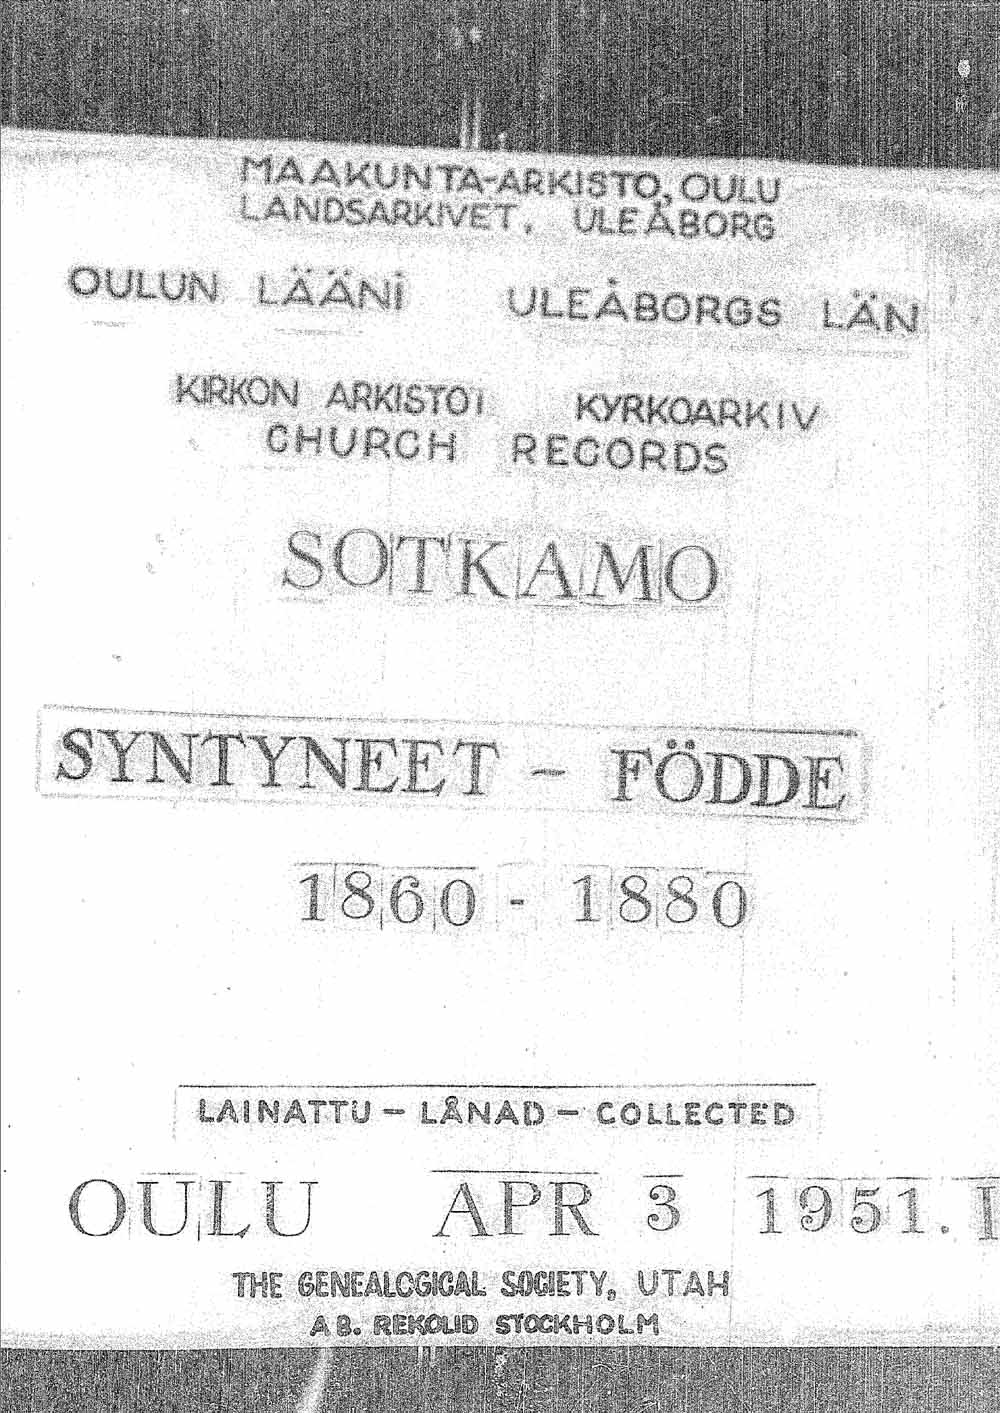 MAAKUNTA-ARKISTO, OULU
LANDSARKIVET, ULEÅBORG
OULUN LÄÄNI ULEÅBORGS LÄN
KIRKON ARKISTOI KYRKOARKIV
CHURCH RECORDS
SOTKAMO
SYNTYNEET - FÖDDE
1860 - 1880
LAINATTU - LÅNAD - COLLECTED
OULU APR 3 1951. I
THE GENEALOGICAL SOCIETY, UTAH
A B. REKOLID STOCKHOLM